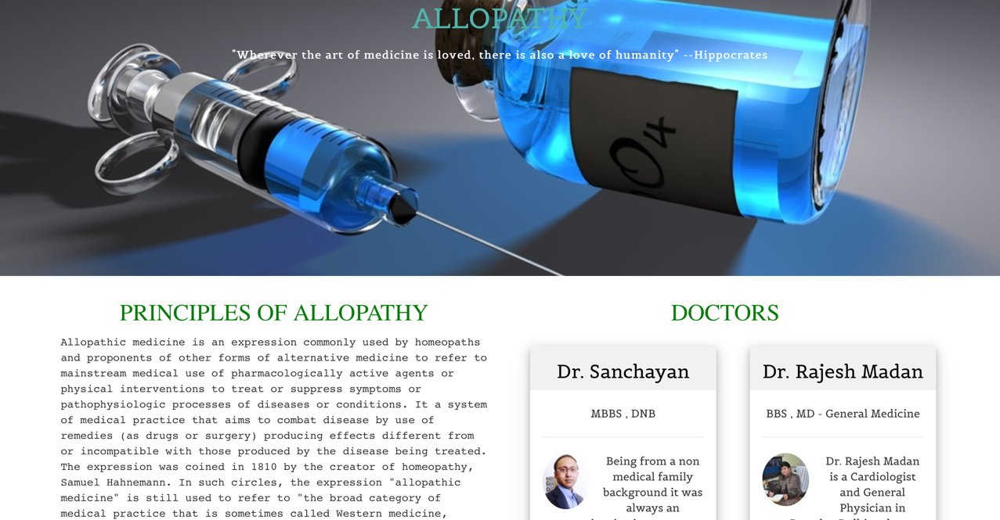 ALLOPATHY
"Wherever the art of medicine is loved, there is also a love of humanity" --Hippocrates
O4
PRINCIPLES OF ALLOPATHY
Allopathic medicine is an expression commonly used by homeopaths
and proponents of other forms of alternative medicine to refer to
mainstream medical use of pharmacologically active agents or
physical interventions to treat or suppress symptoms or
pathophysiologic processes of diseases or conditions. It a system
of medical practice that aims to combat disease by use of
remedies (as drugs or surgery) producing effects different from
or incompatible with those produced by the disease being treated.
The expression was coined in 1810 by the creator of homeopathy,
Samuel Hahnemann. In such circles, the expression "allopathic
medicine" is still used to refer to "the broad category of
medical practice that is sometimes called Western medicine,
DOCTORS
Dr. Sanchayan
MBBS , DNB
Being from a non
medical family
background it was
always an
Dr. Rajesh Madan
BBS , MD - General Medicine
Dr. Rajesh Madan
is a Cardiologist
and General
Physician in